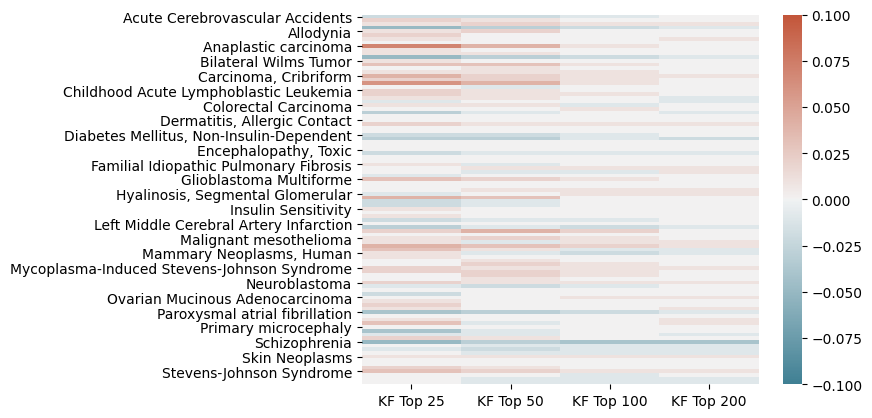 Acute Cerebrovascular Accidents
Allodynia
Anaplastic carcinoma
Bilateral Wilms Tumor
Carcinoma, Cribriform
Childhood Acute Lymphoblastic Leukemia
Colorectal Carcinoma
Dermatitis, Allergic Contact
Diabetes Mellitus, Non-Insulin-Dependent
Encephalopathy, Toxic
Familial Idiopathic Pulmonary Fibrosis
Glioblastoma Multiforme
Hyalinosis, Segmental Glomerular
Insulin Sensitivity
Left Middle Cerebral Artery Infarction
Malignant mesothelioma
Mammary Neoplasms, Human
Mycoplasma-Induced Stevens-Johnson Syndrome
Neuroblastoma
Ovarian Mucinous Adenocarcinoma
Paroxysmal atrial fibrillation
Primary microcephaly
Schizophrenia
Skin Neoplasms
Stevens-Johnson Syndrome
KF Top 25 KF Top 50 KF Top 100 KF Top 200
0.100
0.075
0.050
0.025
0.000
−0.025
−0.050
−0.075
−0.100